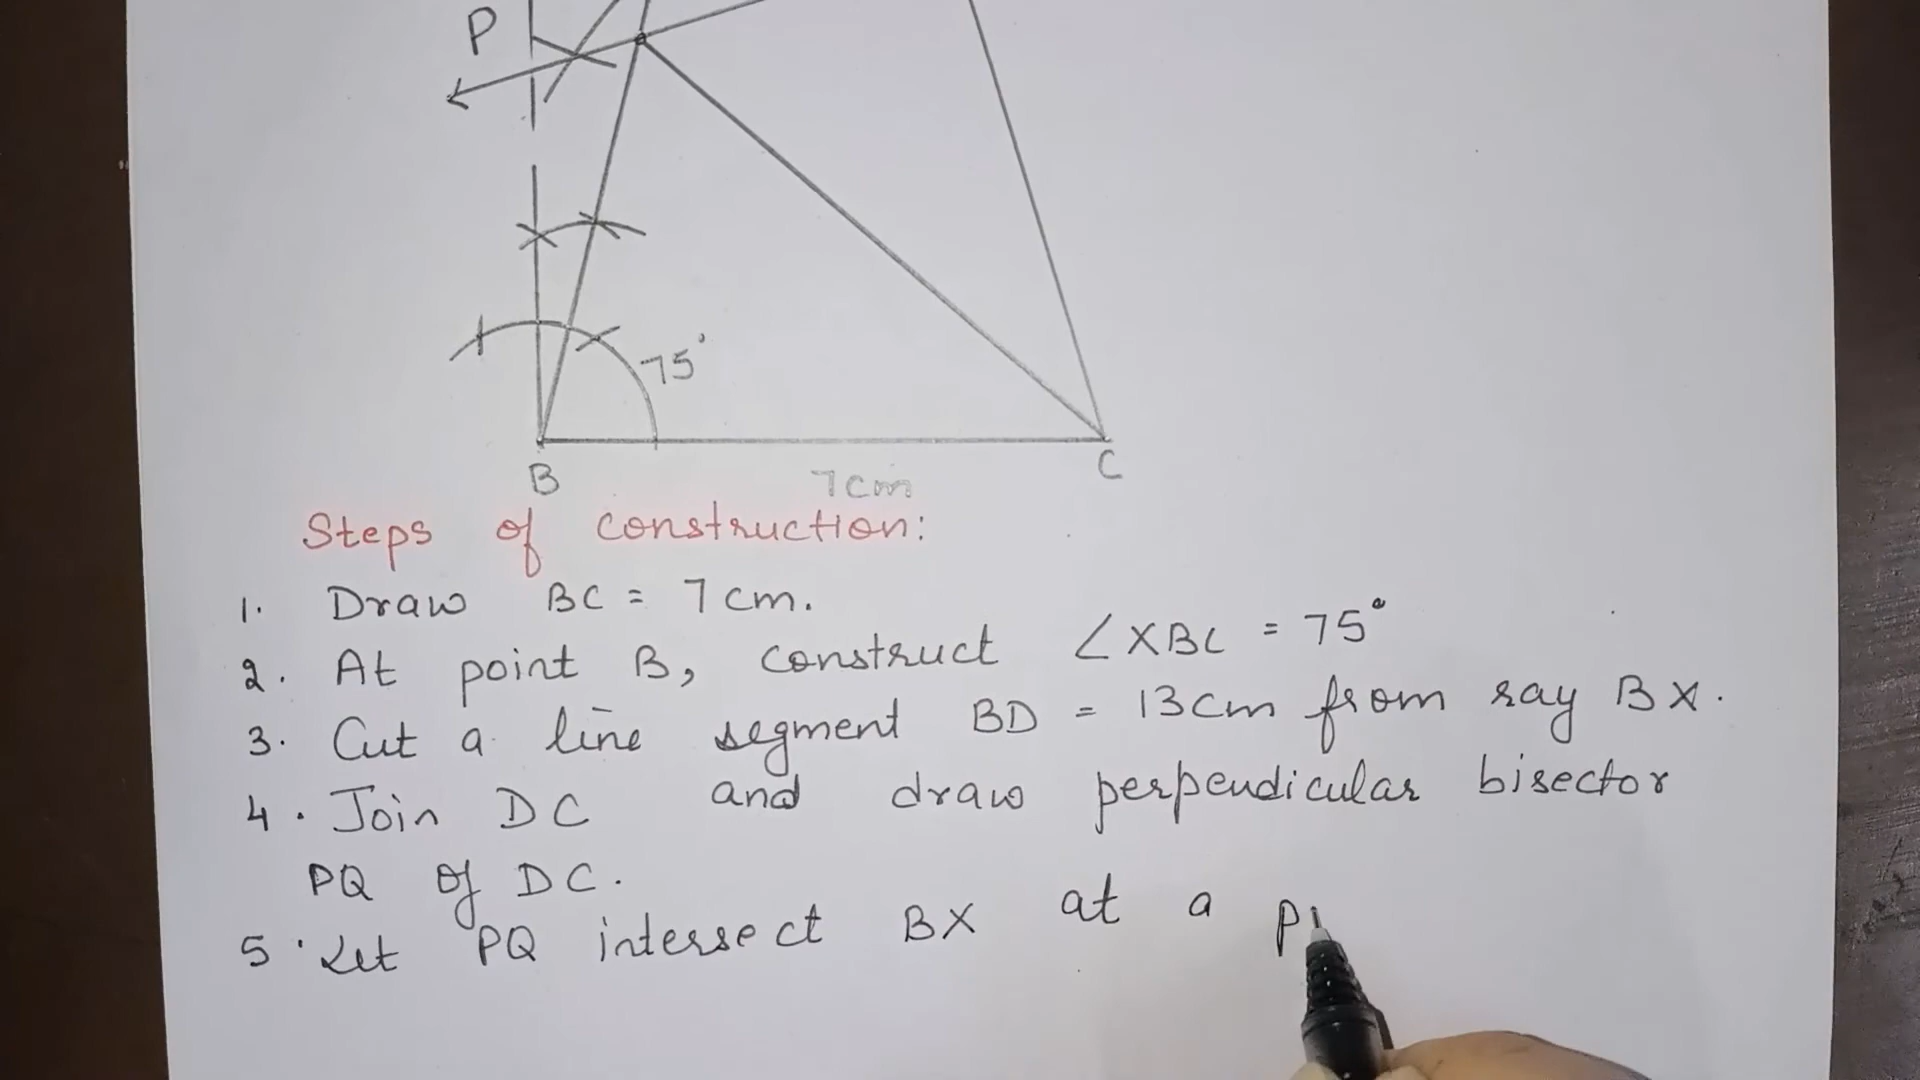 P
75°
B
C
7cm
Steps of construction:
1. Draw BC = 7cm.
2. At point B, construct ∠XBC = 75°
3. Cut a line segment BD = 13cm from ray BX.
4. Join DC and draw perpendicular bisector
PQ of DC.
5. Let PQ intersect BX at a